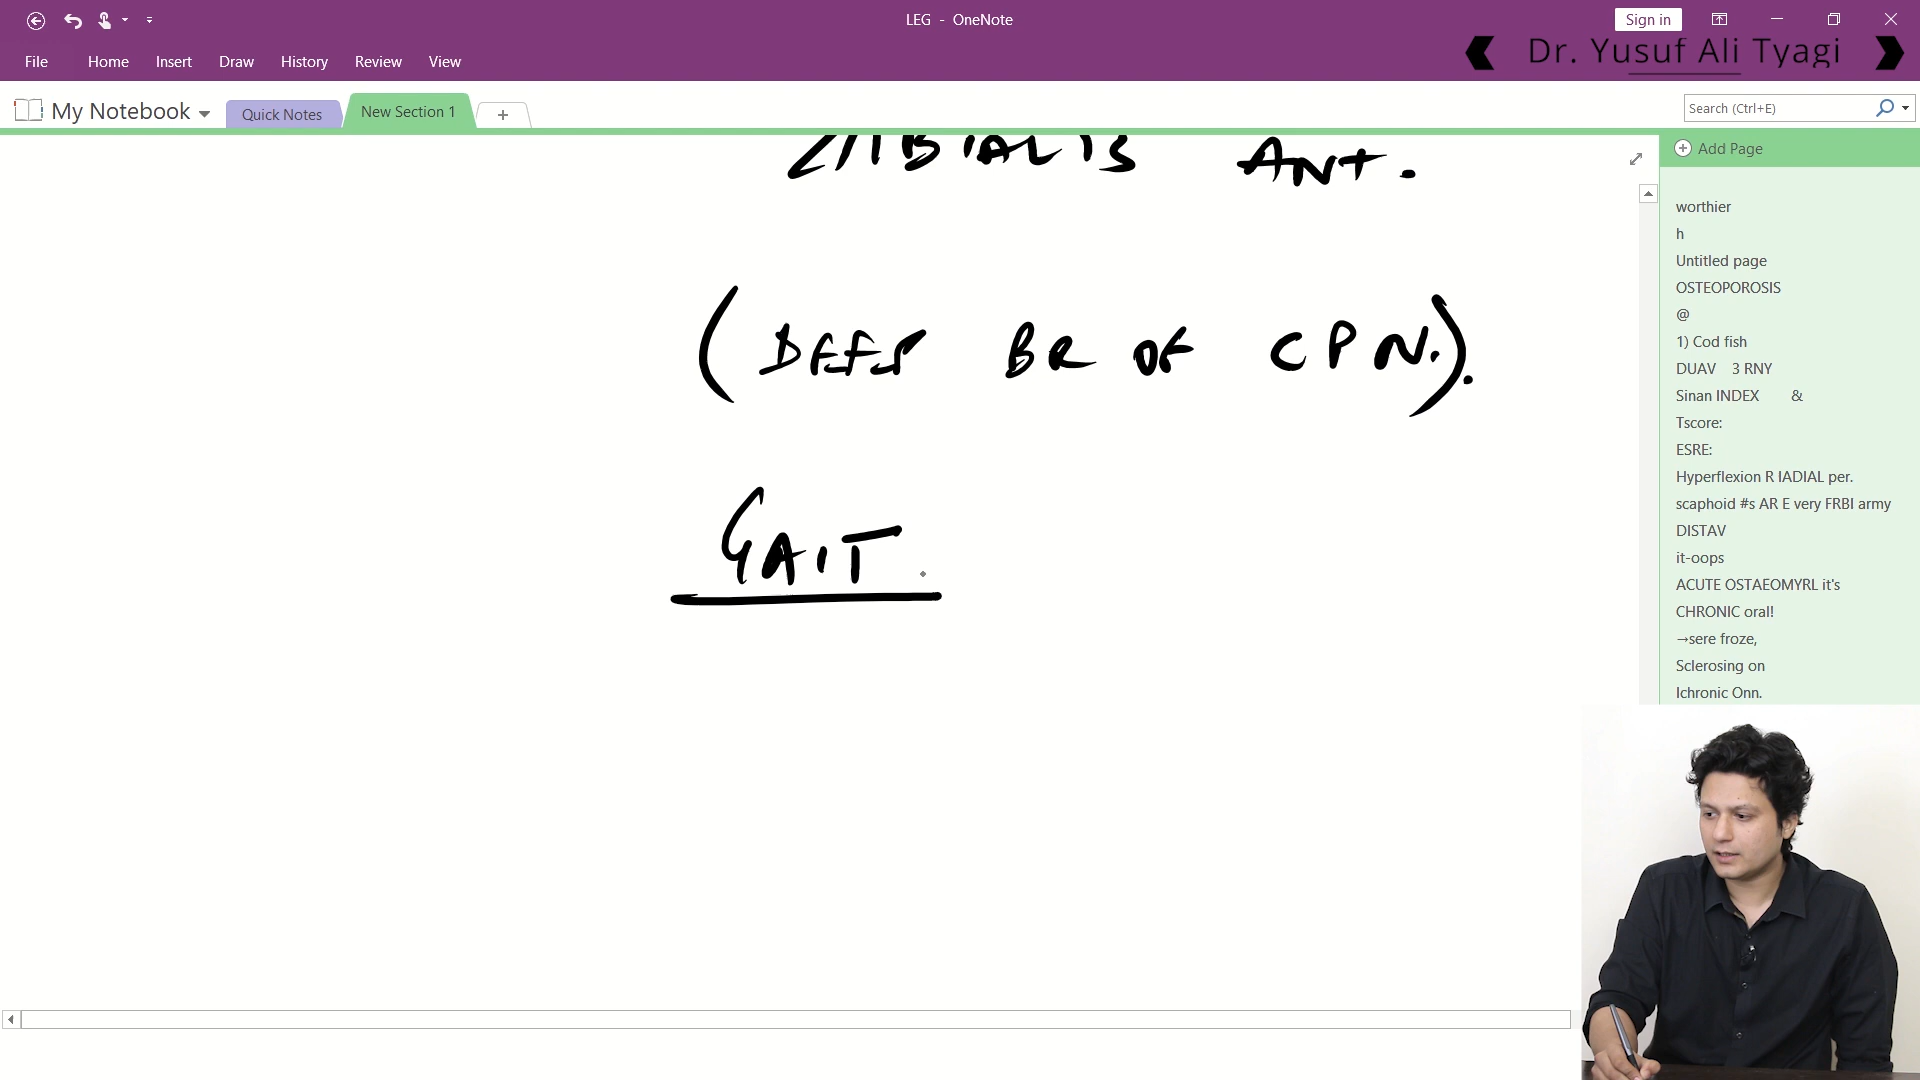 LEG - OneNote
Sign in
File Home Insert Draw History Review View
Dr. Yusuf Ali Tyagi
My Notebook Quick Notes New Section 1 +
Search (Ctrl+E)
TIBIALIS ANT.
(DEEP BR OF CPN.).
GAIT
Add Page
worthier
h
Untitled page
OSTEOPOROSIS
@
1) Cod fish
DUAV 3 RNY
Sinan INDEX &
Tscore:
ESRE:
Hyperflexion R IADIAL per.
scaphoid #s AR E very FRBI army
DISTAV
it-oops
ACUTE OSTAEOMYRL it's
CHRONIC oral!
→sere froze,
Sclerosing on
Ichronic Onn.